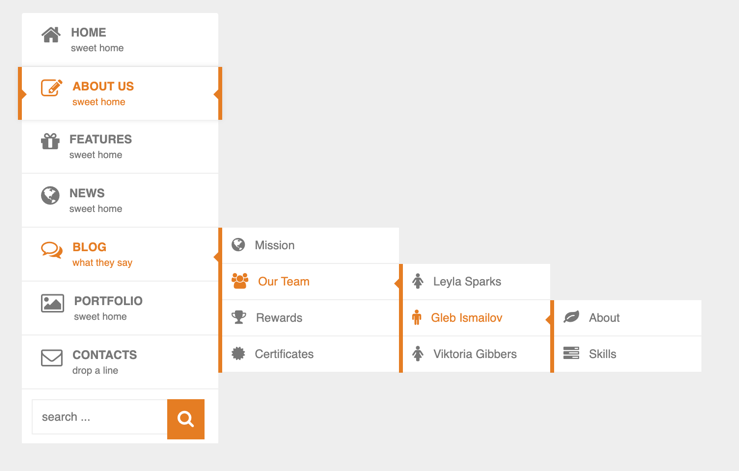 HOME
sweet home
ABOUT US
sweet home
FEATURES
sweet home
NEWS
sweet home
BLOG
what they say
PORTFOLIO
sweet home
CONTACTS
drop a line
search ...
Mission
Our Team
Rewards
Certificates
Leyla Sparks
Gleb Ismailov
Viktoria Gibbers
About
Skills